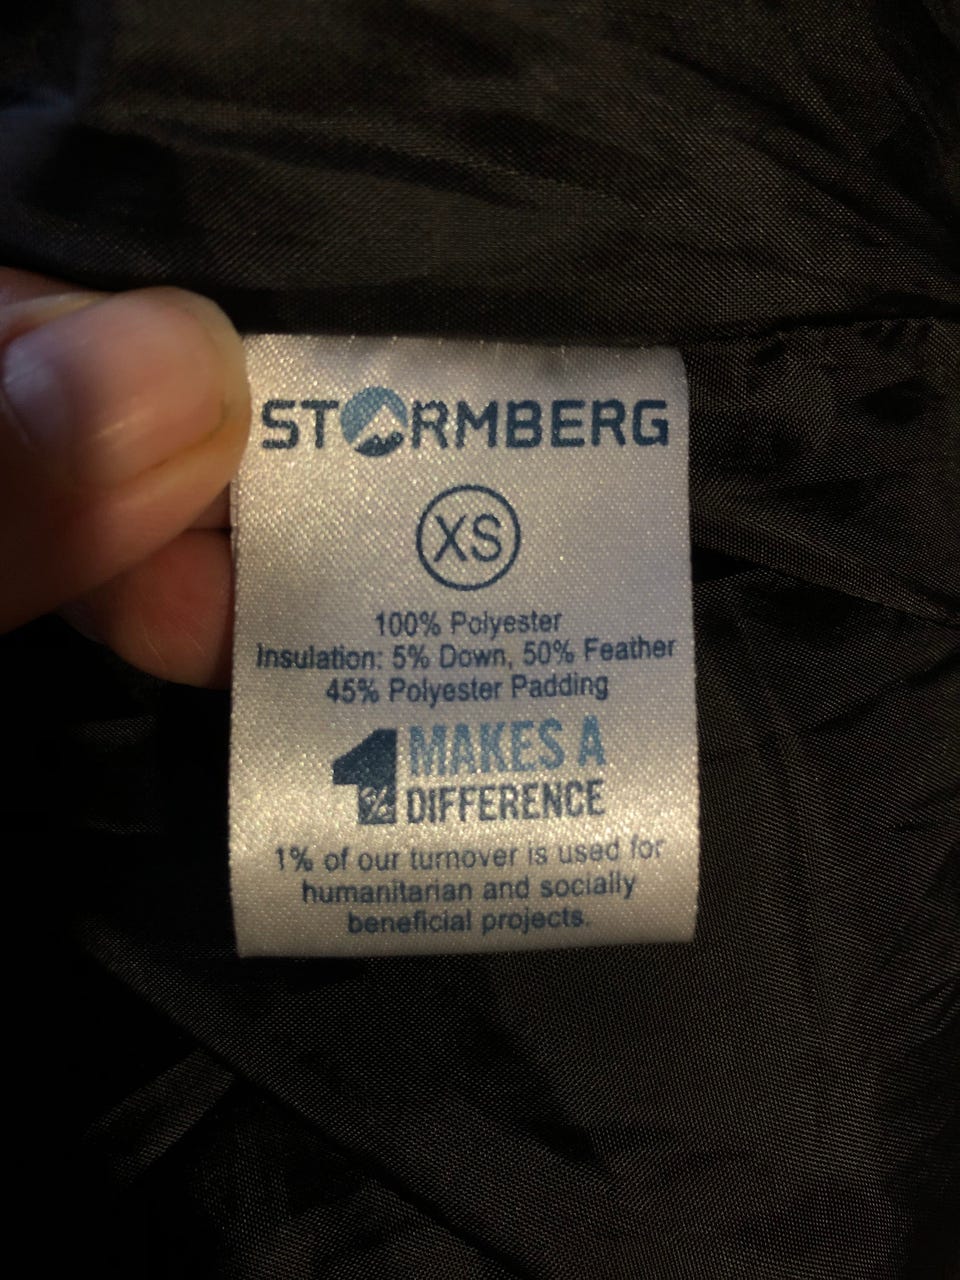 STORMBERG
XS
100% Polyester
Insulation: 5% Down, 50% Feather
45% Polyester Padding
1% MAKES A
DIFFERENCE
1% of our turnover is used for
humanitarian and socially
beneficial projects.